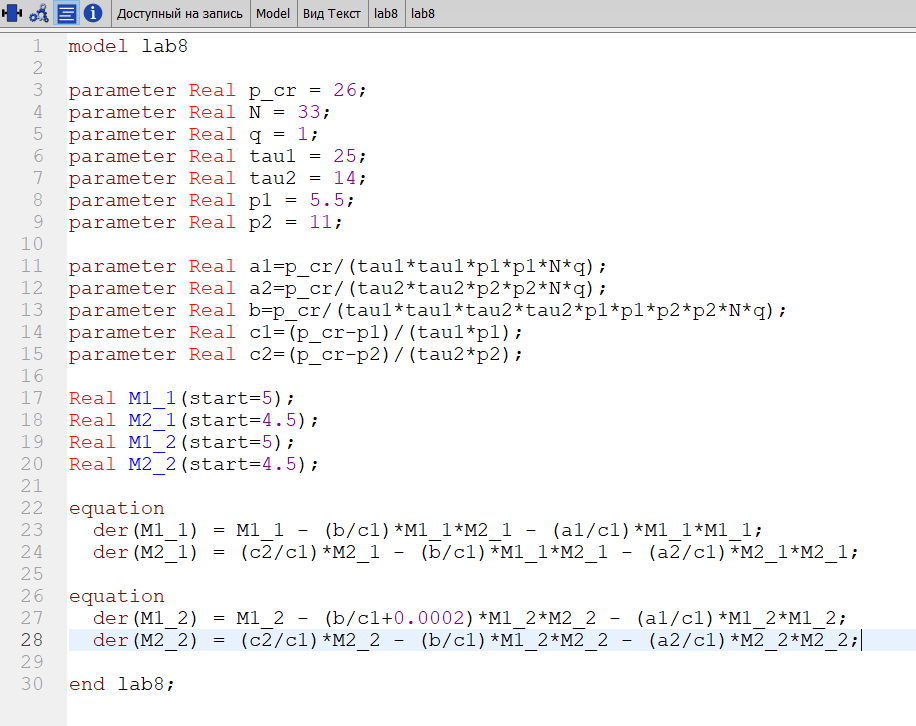 Доступный на запись Model Вид Текст lab8 lab8
1 model lab8
2
3 parameter Real p_cr = 26;
4 parameter Real N = 33;
5 parameter Real q = 1;
6 parameter Real tau1 = 25;
7 parameter Real tau2 = 14;
8 parameter Real p1 = 5.5;
9 parameter Real p2 = 11;
10
11 parameter Real a1=p_cr/(tau1*tau1*p1*p1*N*q);
12 parameter Real a2=p_cr/(tau2*tau2*p2*p2*N*q);
13 parameter Real b=p_cr/(tau1*tau1*tau2*tau2*p1*p1*p2*p2*N*q);
14 parameter Real c1=(p_cr-p1)/(tau1*p1);
15 parameter Real c2=(p_cr-p2)/(tau2*p2);
16
17 Real M1_1(start=5);
18 Real M2_1(start=4.5);
19 Real M1_2(start=5);
20 Real M2_2(start=4.5);
21
22 equation
23   der(M1_1) = M1_1 - (b/c1)*M1_1*M2_1 - (a1/c1)*M1_1*M1_1;
24   der(M2_1) = (c2/c1)*M2_1 - (b/c1)*M1_1*M2_1 - (a2/c1)*M2_1*M2_1;
25
26 equation
27   der(M1_2) = M1_2 - (b/c1+0.0002)*M1_2*M2_2 - (a1/c1)*M1_2*M1_2;
28   der(M2_2) = (c2/c1)*M2_2 - (b/c1)*M1_2*M2_2 - (a2/c1)*M2_2*M2_2;
29
30 end lab8;